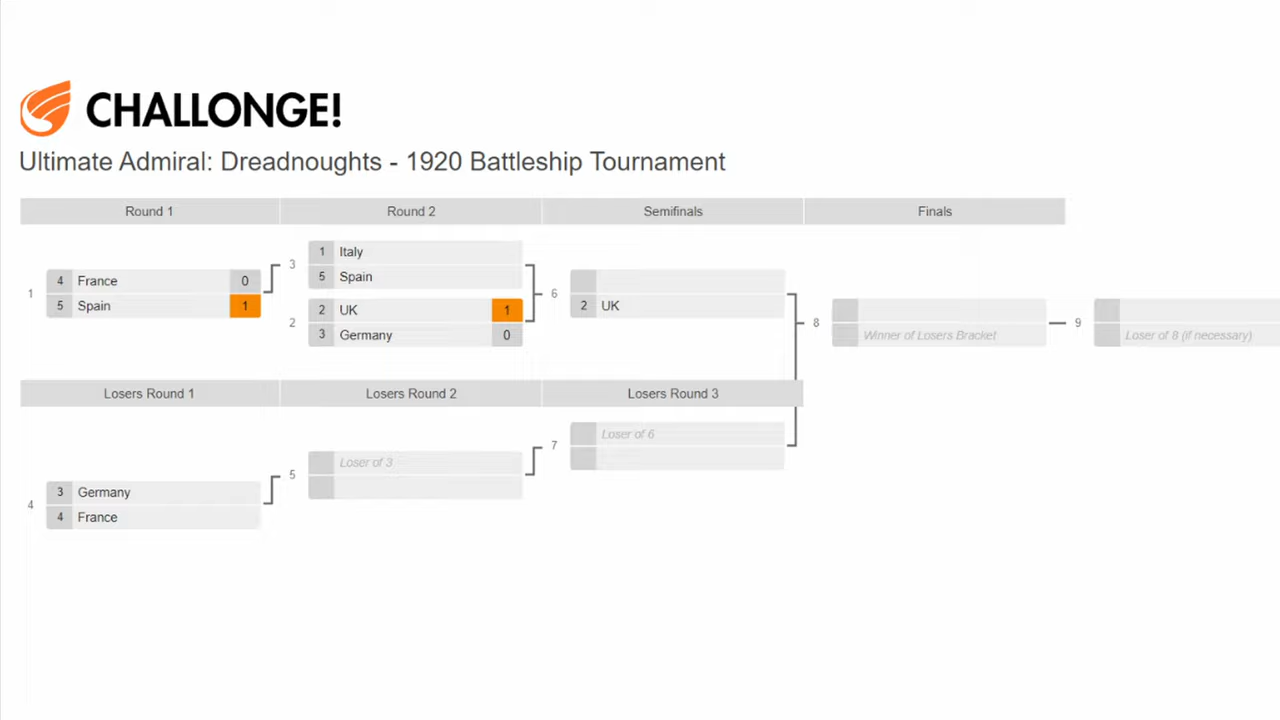 CHALLONGE!
Ultimate Admiral: Dreadnoughts - 1920 Battleship Tournament
Round 1 Round 2 Semifinals Finals
1
4 France 0
5 Spain 1
3
1 Italy
5 Spain
2
2 UK 1
3 Germany 0
6
2 UK
8
Winner of Losers Bracket
9
Loser of 8 (if necessary)
Losers Round 1 Losers Round 2 Losers Round 3
4
3 Germany
4 France
5
Loser of 3
7
Loser of 6